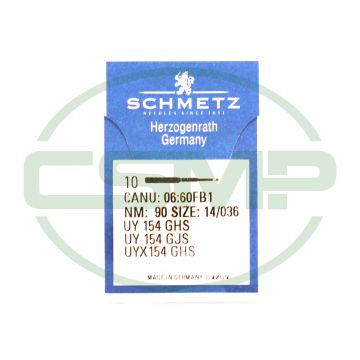 SCHMETZ
NEEDLES SINCE 1851
Herzogenrath
Germany
CSMP
10
CANU: 06:60FB1
NM: 90 SIZE: 14/036
UY 154 GHS
UY 154 GJS
UYX154 GHS
MADE IN GERMANY